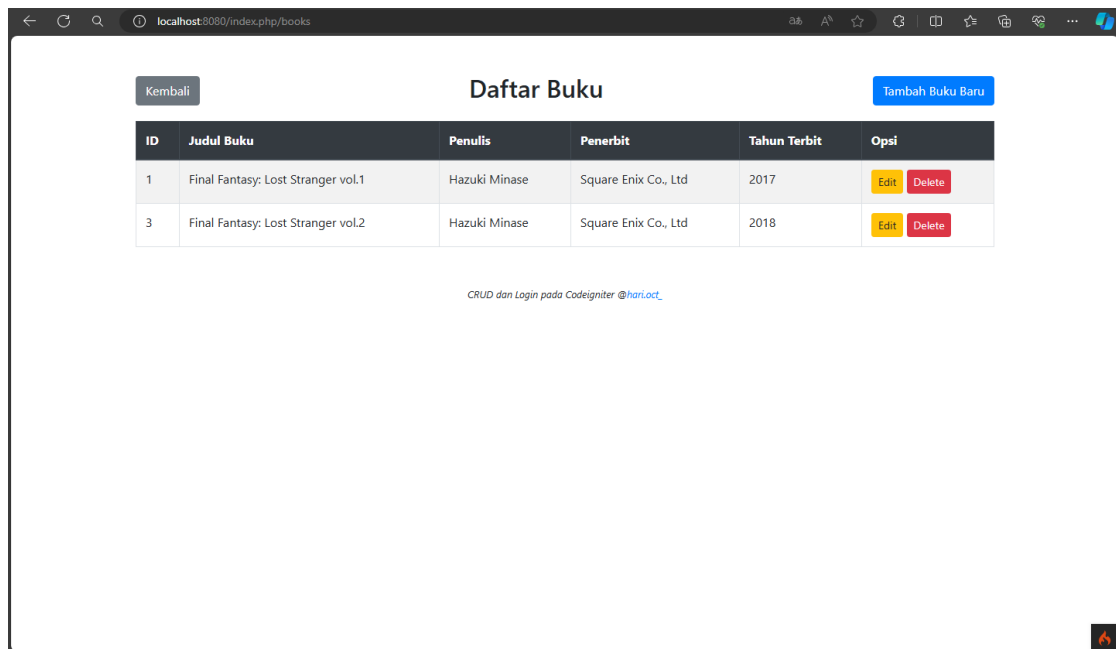 localhost:8080/index.php/books
Kembali
Daftar Buku
Tambah Buku Baru
ID Judul Buku Penulis Penerbit Tahun Terbit Opsi
1 Final Fantasy: Lost Stranger vol.1 Hazuki Minase Square Enix Co., Ltd 2017 Edit Delete
3 Final Fantasy: Lost Stranger vol.2 Hazuki Minase Square Enix Co., Ltd 2018 Edit Delete
CRUD dan Login pada Codeigniter @hari.oct_